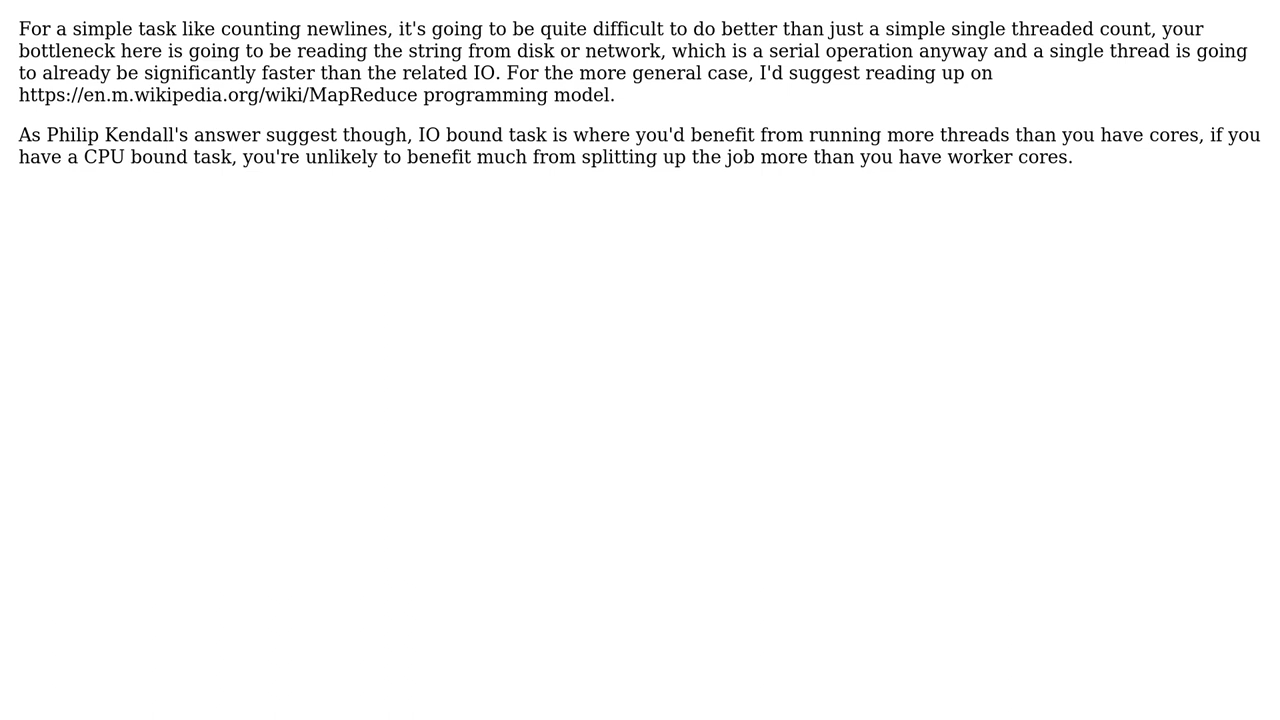 For a simple task like counting newlines, it's going to be quite difficult to do better than just a simple single threaded count, your
bottleneck here is going to be reading the string from disk or network, which is a serial operation anyway and a single thread is going
to already be significantly faster than the related IO. For the more general case, I'd suggest reading up on
https://en.m.wikipedia.org/wiki/MapReduce programming model.
As Philip Kendall's answer suggest though, IO bound task is where you'd benefit from running more threads than you have cores, if you
have a CPU bound task, you're unlikely to benefit much from splitting up the job more than you have worker cores.